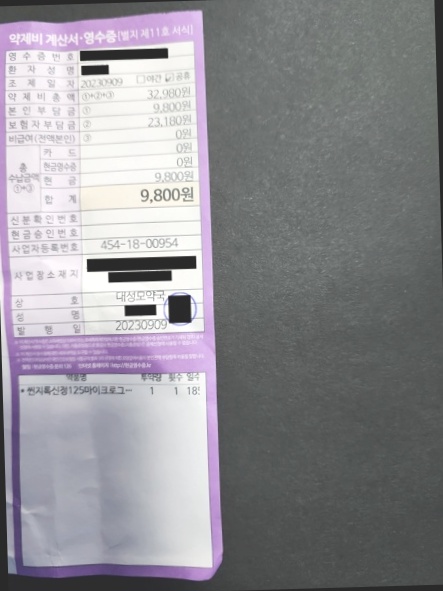 약제비 계산서·영수증 [별지 제11호 서식]
영 수 증 번 호
환 자 성 명
조 제 일 자 20230909 □야간 ☑공휴
약 제 비 총 액 ①+②+③ 32,980원
본 인 부 담 금 ① 9,800원
보험자부담금 ② 23,180원
비급여(전액본인) ③ 0원
총 수납금액 ①+③
카 드 0원
현금영수증 0원
현 금 9,800원
합 계 9,800원
신 분 확 인 번 호
현 금 승 인 번 호
사업자등록번호 454-18-00954
사 업 장 소 재 지
상 호 대성모약국
성 명
발 행 일 20230909
약품명 투약량 횟수 일수
* 씬지록신정125마이크로그… 1 1 185